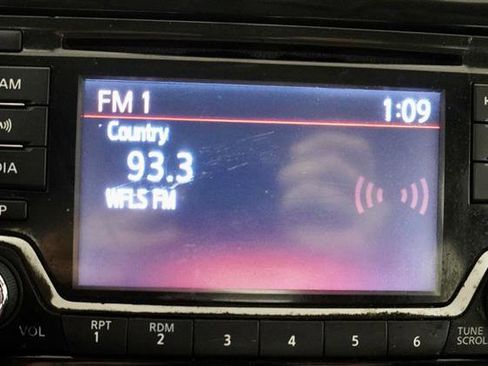 AM
FM 1
1:09
Country
93.3
WFLS FM
DIA
P
VOL
RPT
1
RDM
2
3
4
5
6
TUNE
SCROL